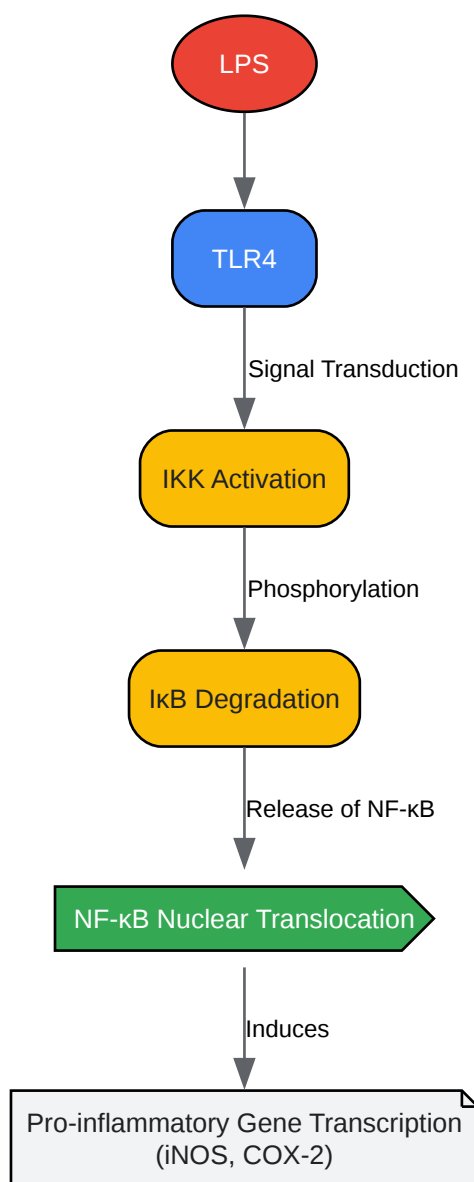 LPS
TLR4
Signal Transduction
IKK Activation
Phosphorylation
IκB Degradation
Release of NF-κB
NF-κB Nuclear Translocation
Induces
Pro-inflammatory Gene Transcription
(iNOS, COX-2)